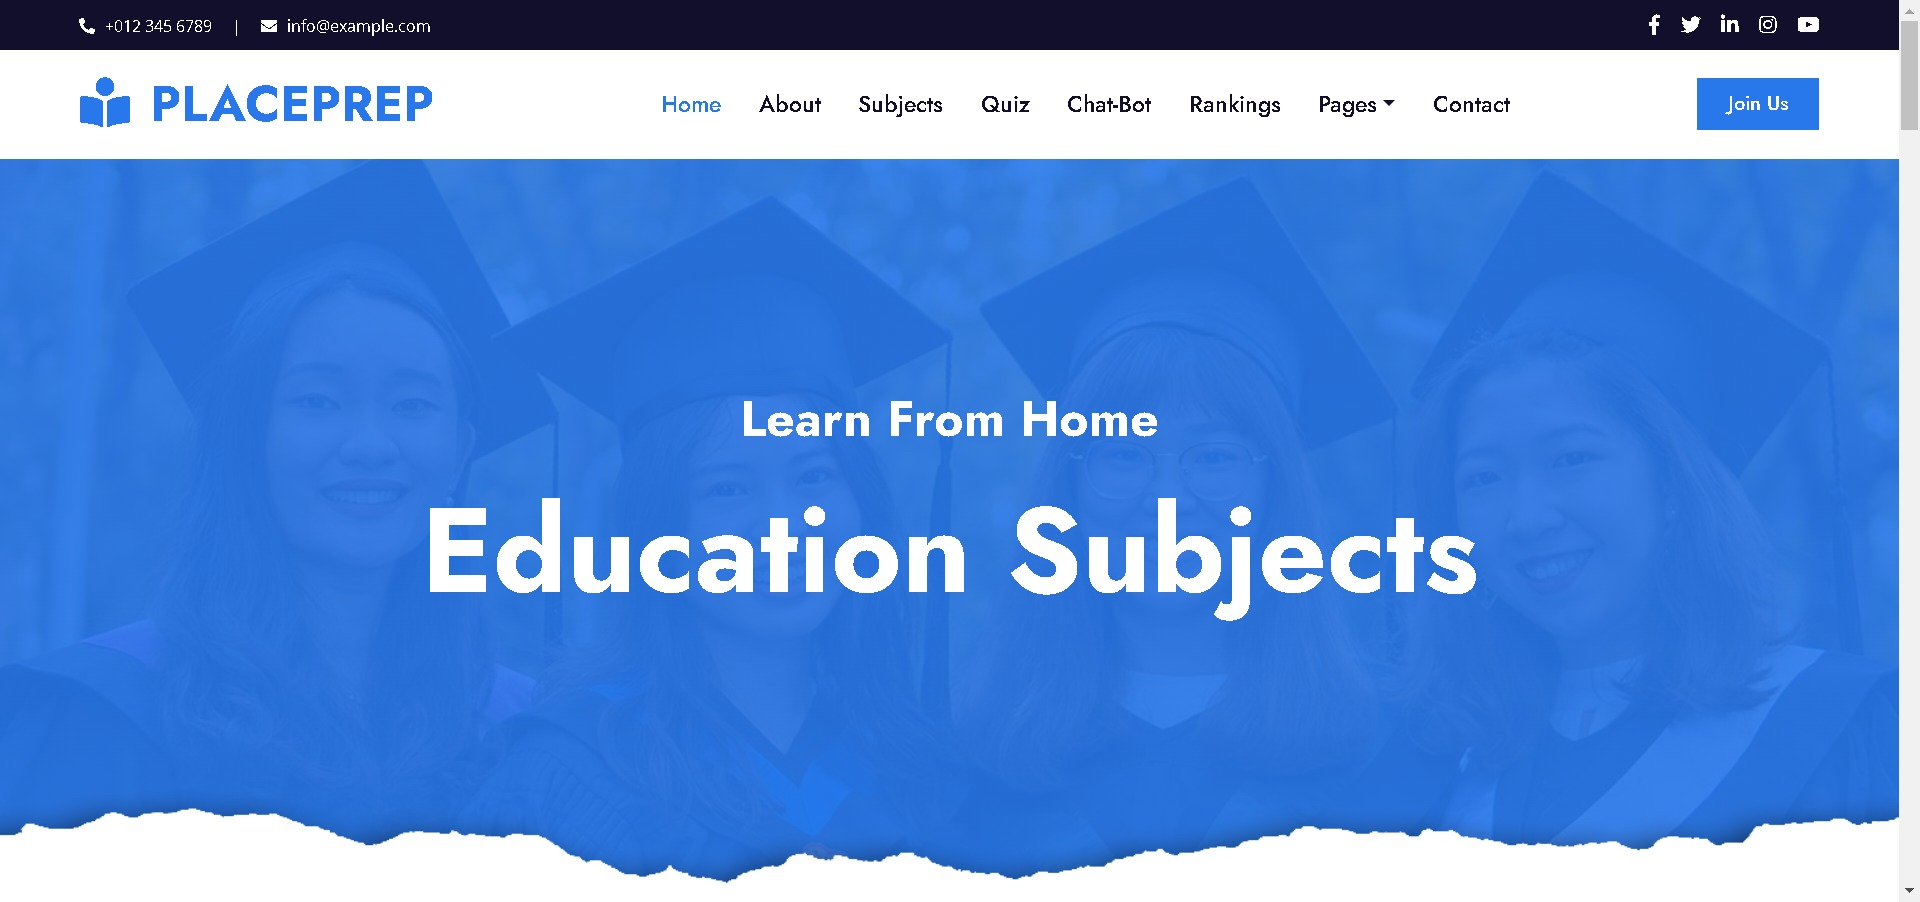 +012 345 6789 | info@example.com
PLACEPREP
Home About Subjects Quiz Chat-Bot Rankings Pages Contact
Join Us
Learn From Home
Education Subjects